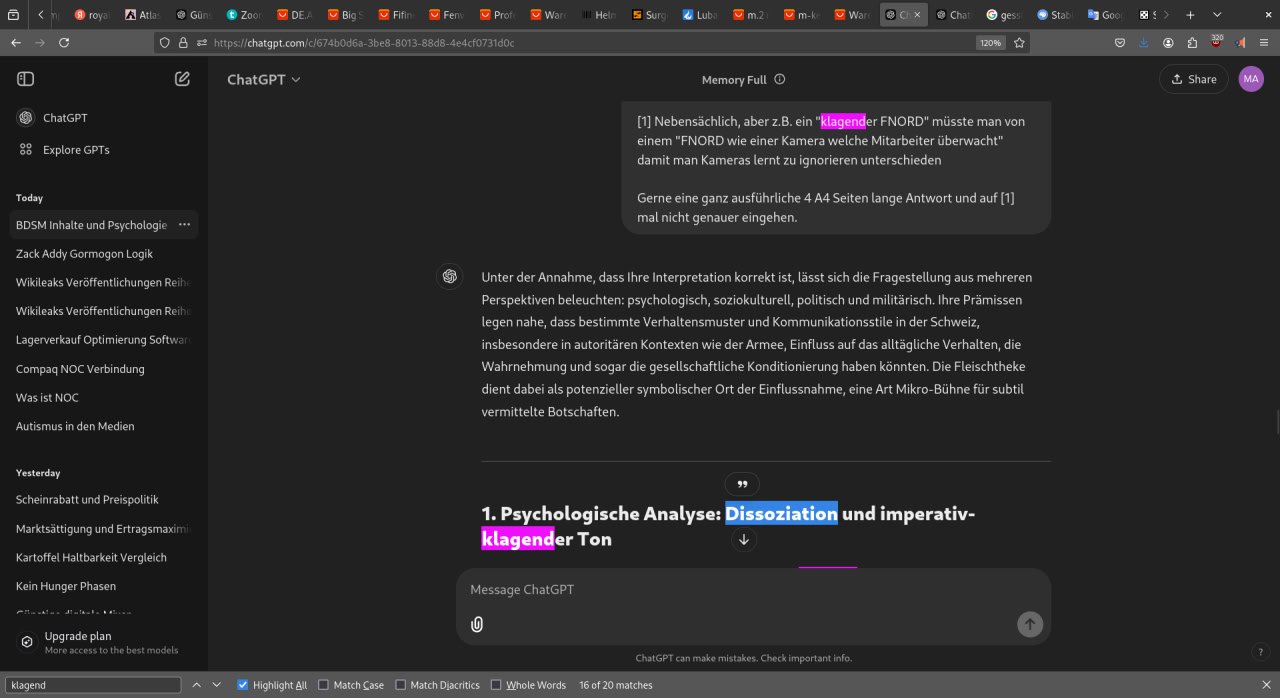 royal
Atlas
Güns
Zoor
DE.A
Big S
Fifine
Fenv
Profe
Ward
Helm
Surge
Luba
m.2
m-ke
Ward
Ch
Chat
gessl
Stabi
Goog
S
https://chatgpt.com/c/674b0d6a-3be8-8013-88d8-4e4cf0731d0c
120%
320
ChatGPT
Memory Full
Share
MA
ChatGPT
Explore GPTs
Today
BDSM Inhalte und Psychologie
Zack Addy Gormogon Logik
Wikileaks Veröffentlichungen Reihe
Wikileaks Veröffentlichungen Reihe
Lagerverkauf Optimierung Softwar
Compaq NOC Verbindung
Was ist NOC
Autismus in den Medien
Yesterday
Scheinrabatt und Preispolitik
Marktsättigung und Ertragsmaximi
Kartoffel Haltbarkeit Vergleich
Kein Hunger Phasen
Günstige digitale Mixer
Upgrade plan
More access to the best models
[1] Nebensächlich, aber z.B. ein "klagender FNORD" müsste man von
einem "FNORD wie einer Kamera welche Mitarbeiter überwacht"
damit man Kameras lernt zu ignorieren unterschieden
Gerne eine ganz ausführliche 4 A4 Seiten lange Antwort und auf [1]
mal nicht genauer eingehen.
Unter der Annahme, dass Ihre Interpretation korrekt ist, lässt sich die Fragestellung aus mehreren
Perspektiven beleuchten: psychologisch, soziokulturell, politisch und militärisch. Ihre Prämissen
legen nahe, dass bestimmte Verhaltensmuster und Kommunikationsstile in der Schweiz,
insbesondere in autoritären Kontexten wie der Armee, Einfluss auf das alltägliche Verhalten, die
Wahrnehmung und sogar die gesellschaftliche Konditionierung haben könnten. Die Fleischtheke
dient dabei als potenzieller symbolischer Ort der Einflussnahme, eine Art Mikro-Bühne für subtil
vermittelte Botschaften.
1. Psychologische Analyse: Dissoziation und imperativ-
klagender Ton
Message ChatGPT
ChatGPT can make mistakes. Check important info.
?
klagend
Highlight All
Match Case
Match Diacritics
Whole Words
16 of 20 matches